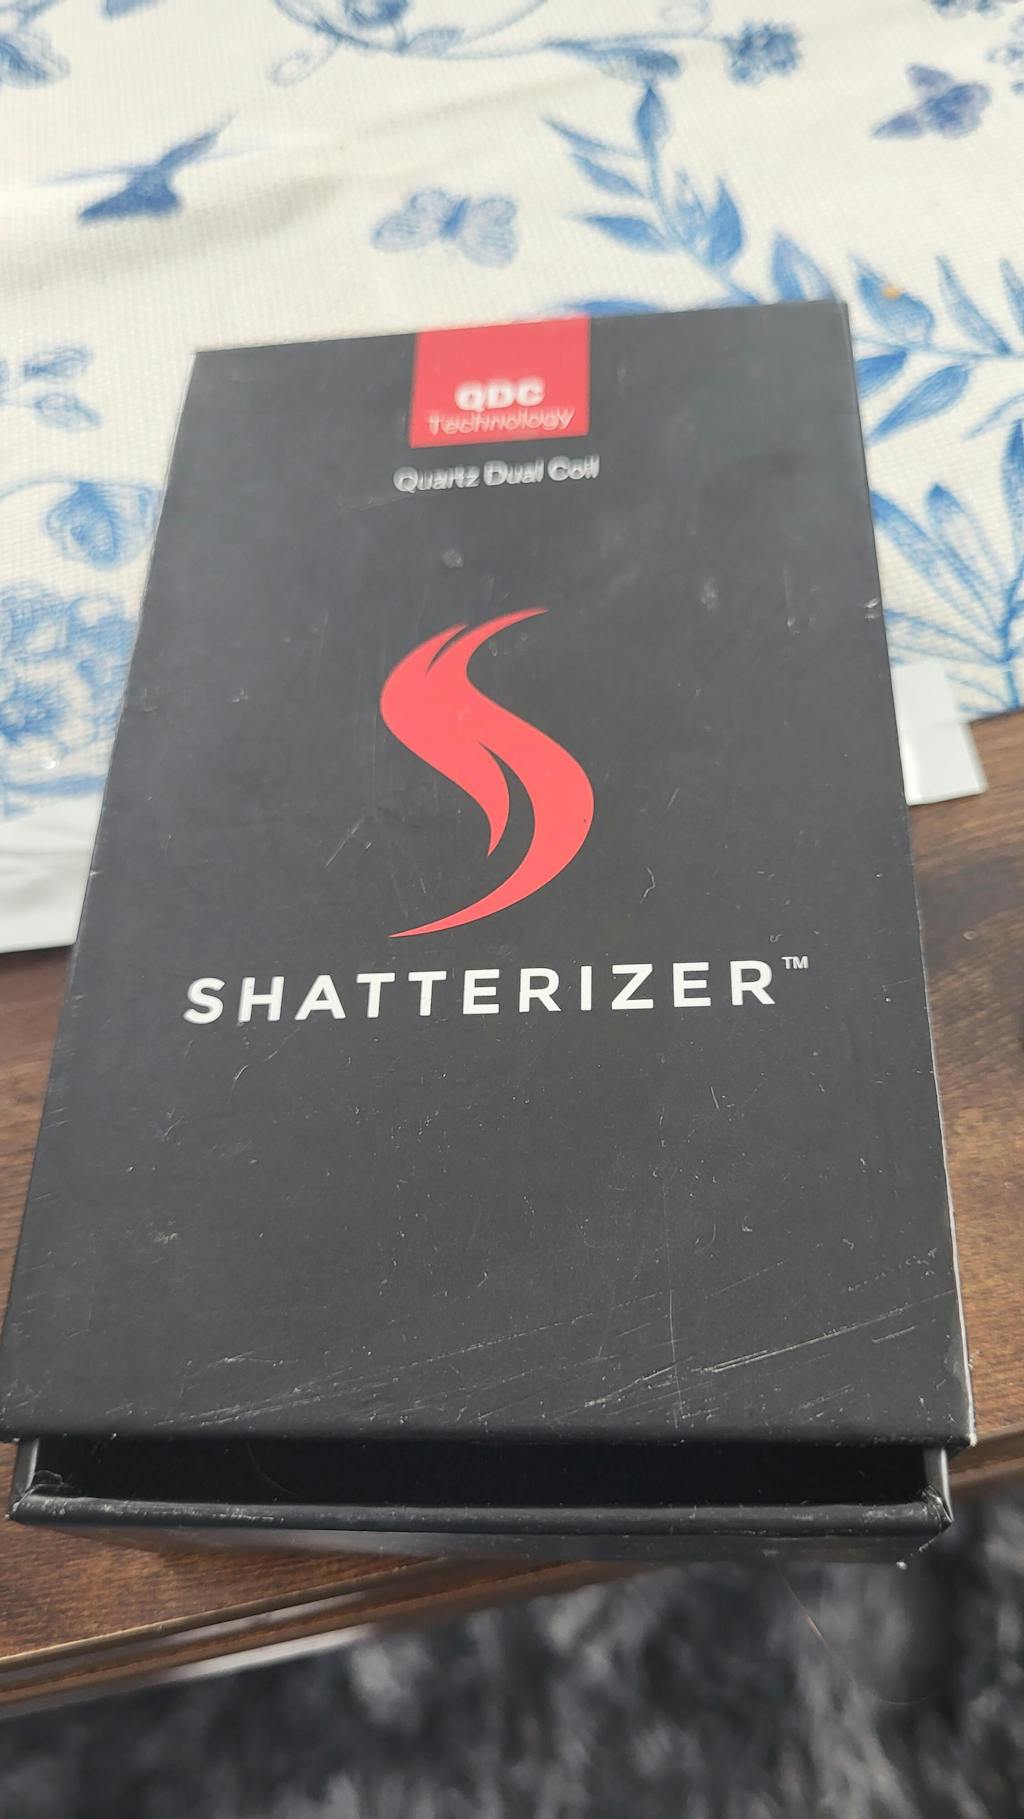 QDC
Technology
Quartz Dual Coil
SHATTERIZER™